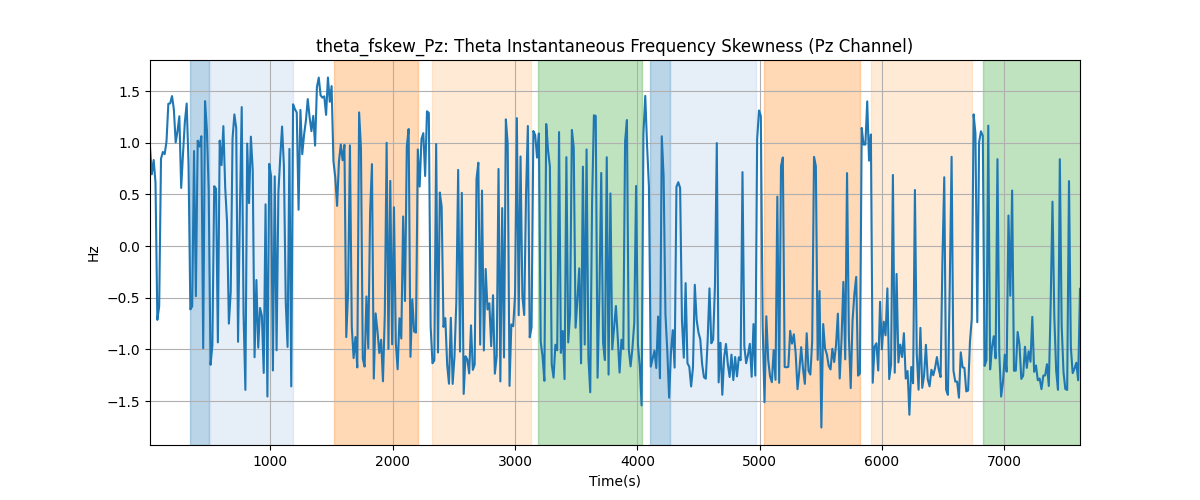 theta_fskew_Pz: Theta Instantaneous Frequency Skewness (Pz Channel)
1.5
1.0
0.5
0.0
−0.5
−1.0
−1.5
Hz
1000 2000 3000 4000 5000 6000 7000
Time(s)